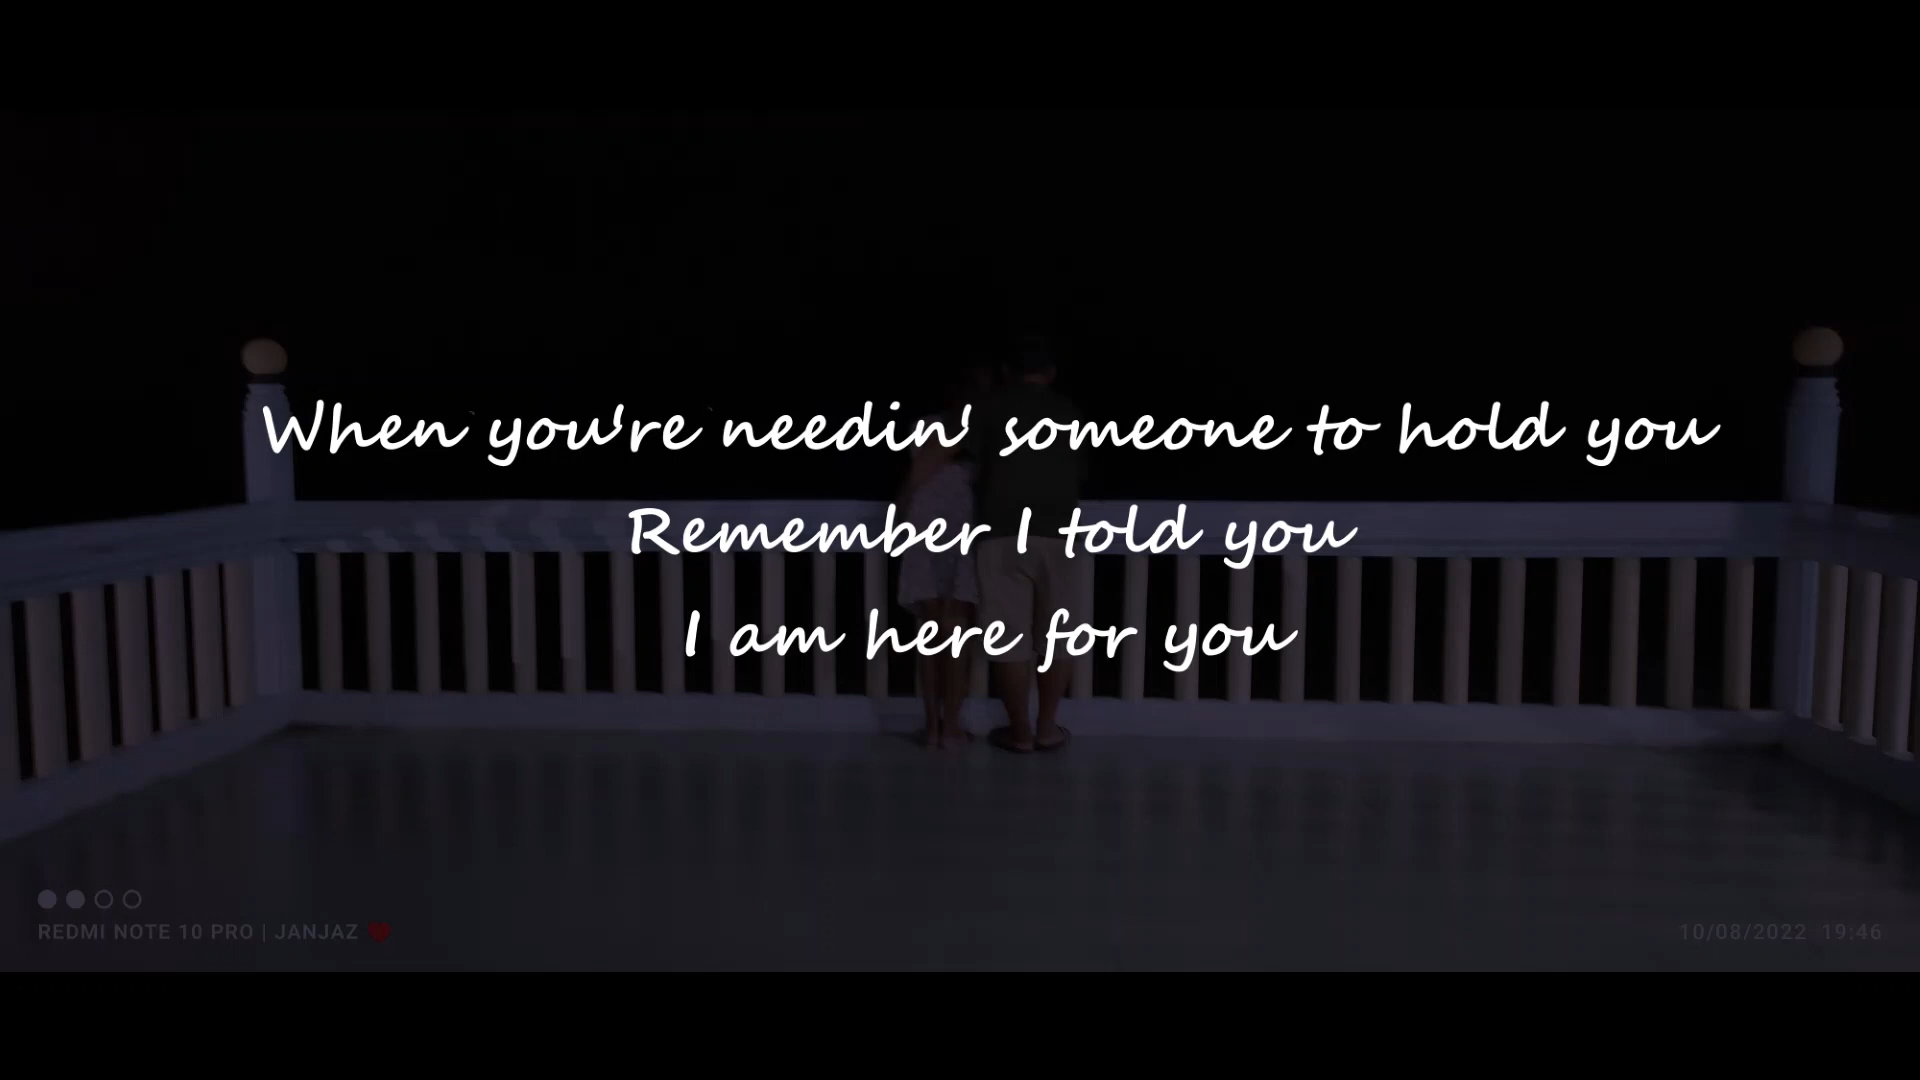 When you're needin' someone to hold you
Remember I told you
I am here for you
REDMI NOTE 10 PRO | JANJAZ ❤
10/08/2022 19:46